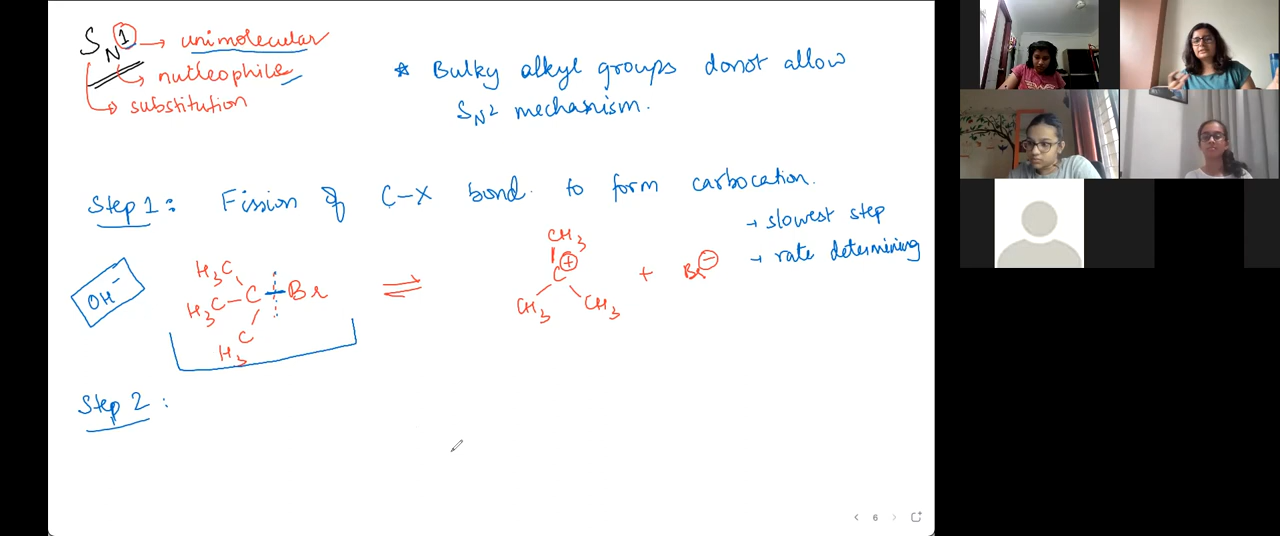 SN1 → unimolecular
→ nucleophile
→ substitution
* Bulky alkyl groups donot allow
SN2 mechanism.
Step 1: Fission of C-X bond. to form carbocation.
→ slowest step
→ rate determining
OH⁻
H3C
H3C-C-Br
H3C
⇌
CH3
C⊕
CH3 CH3
+ Br⊖
Step 2:
< 6 >